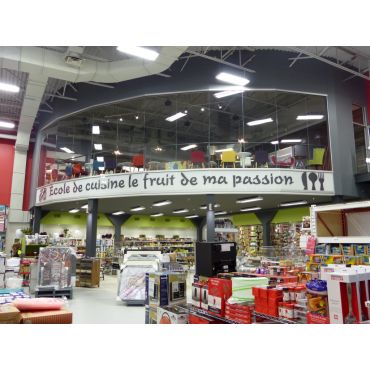 École de cuisine le fruit de ma passion